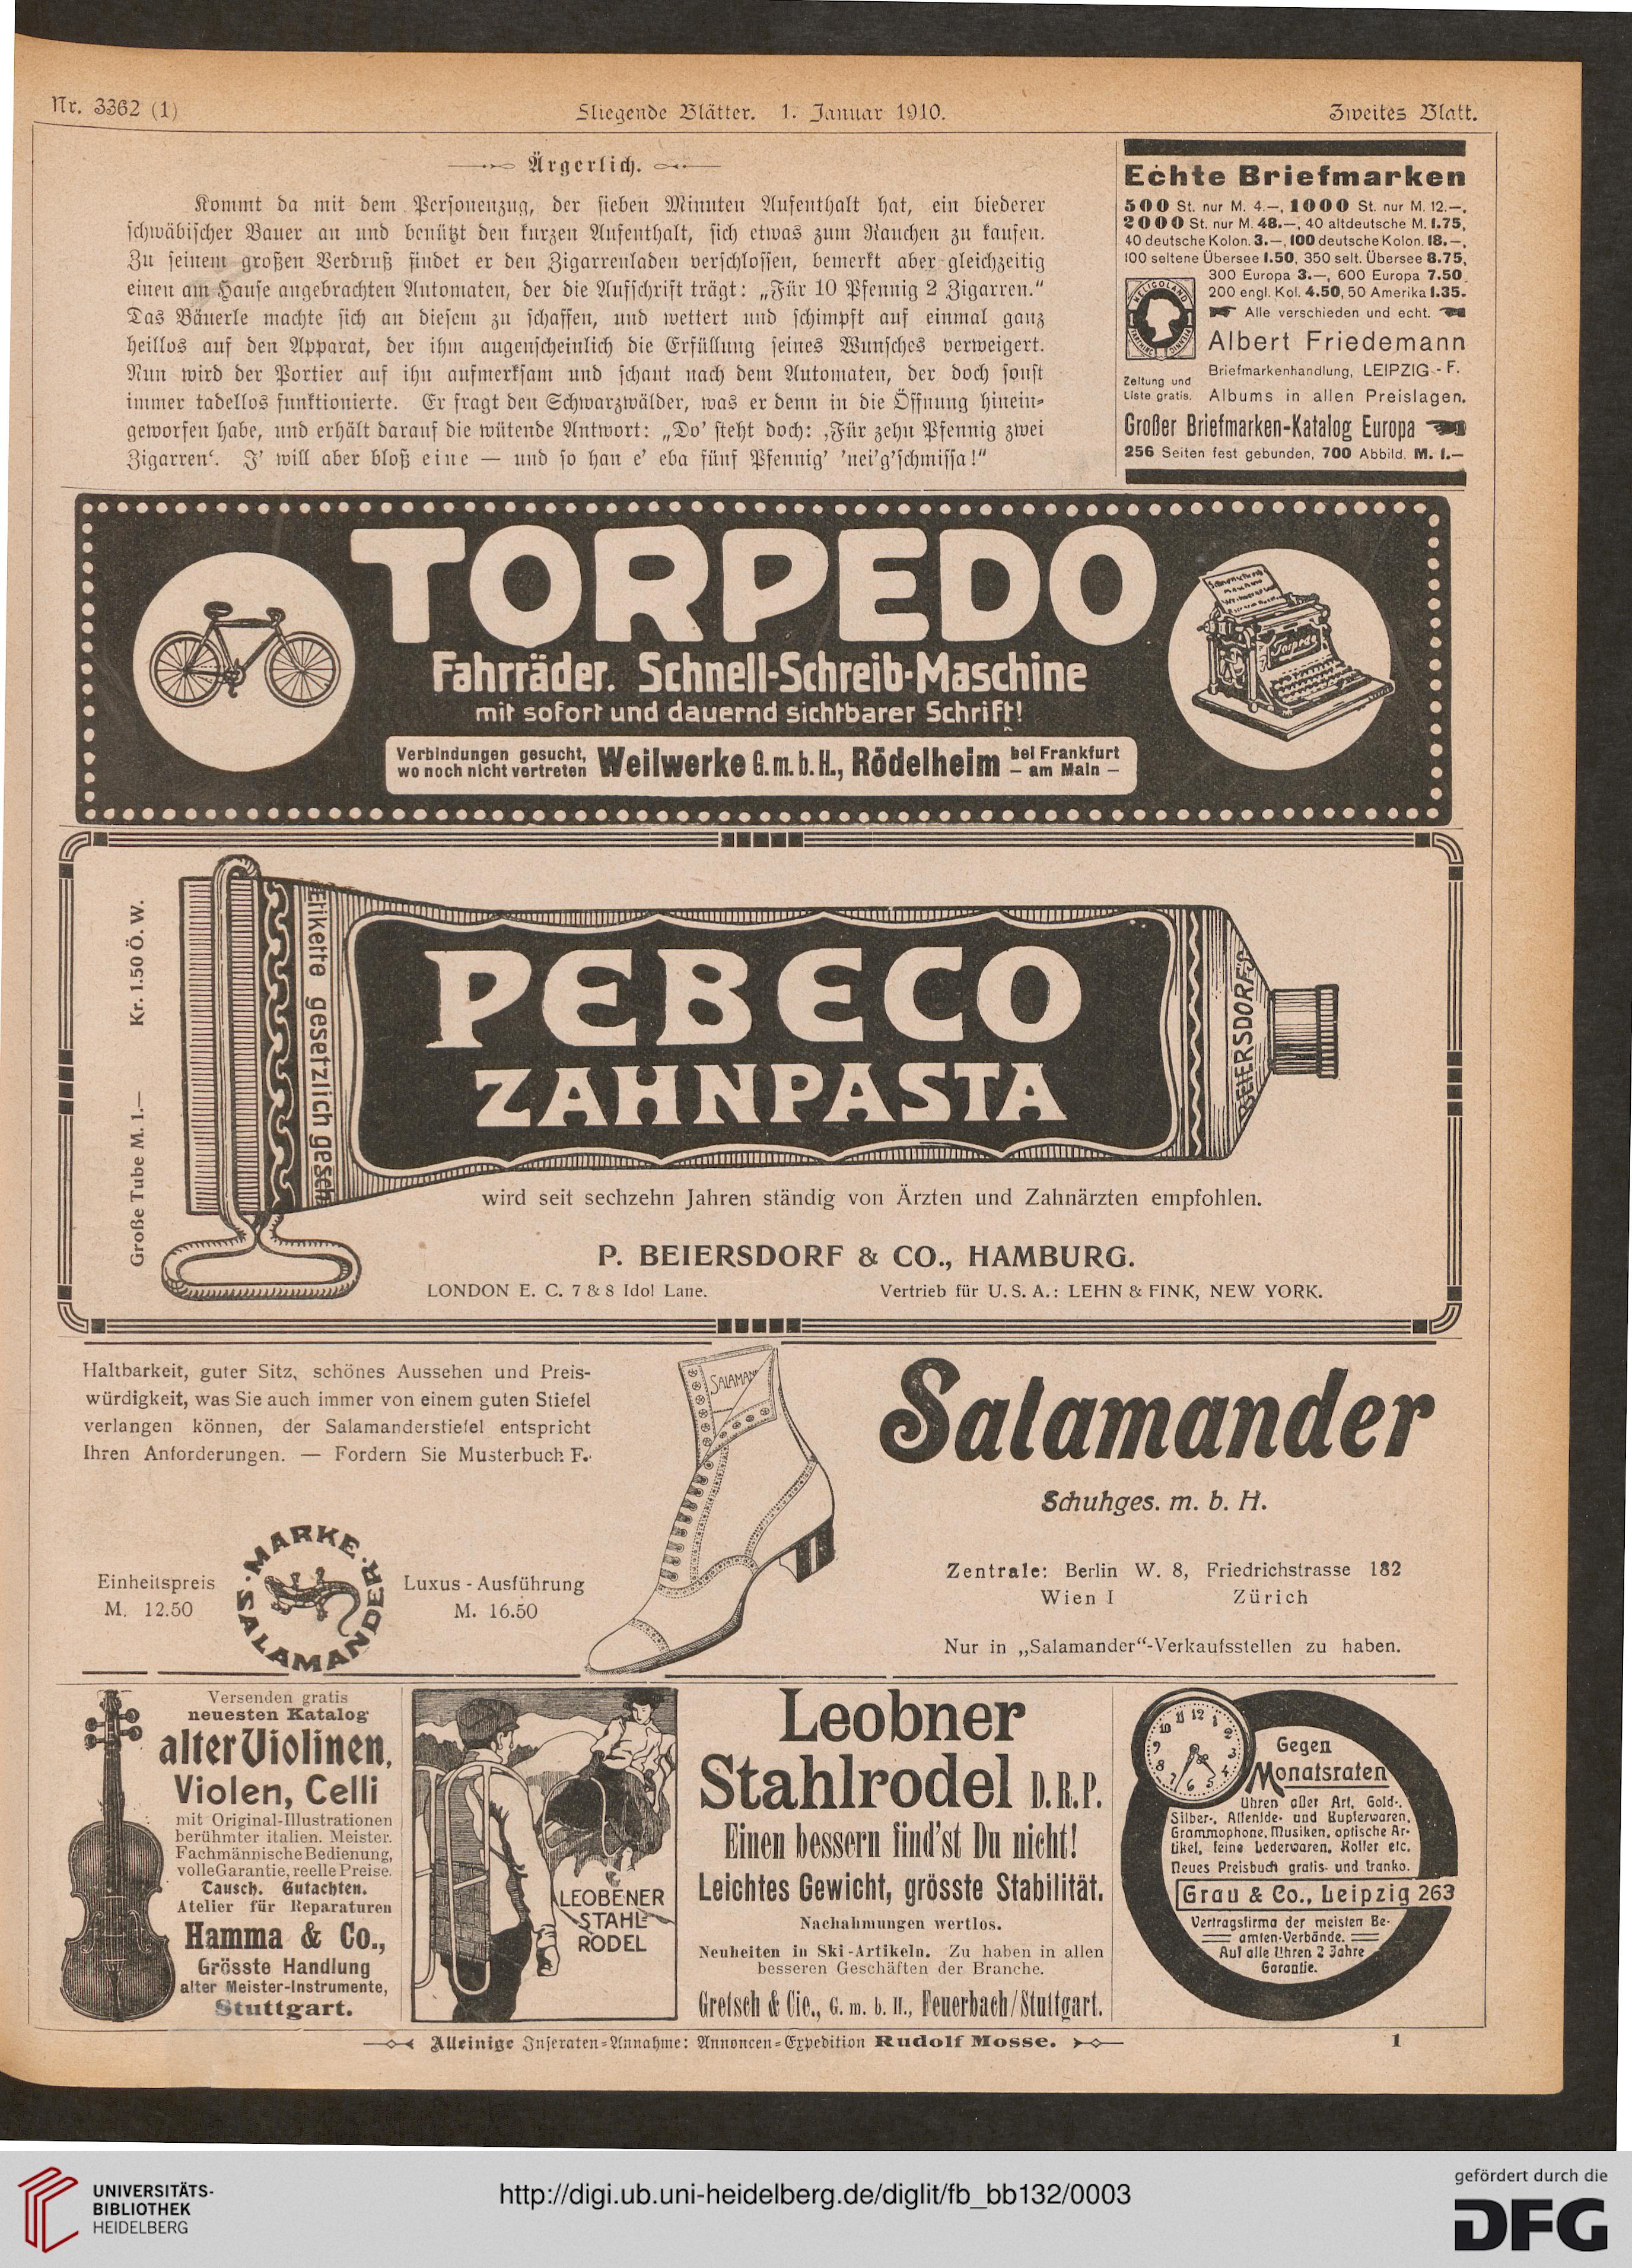 Nr. 3362 (1)
Fliegende Blätter. 1. Januar 1910.
Zweites Blatt.
Ärgerlich.
Kommt da mit dem Personenzug, der sieben Minuten Aufenthalt hat, ein biederer
schwäbischer Bauer an und benützt den kurzen Aufenthalt, sich etwas zum Rauchen zu kaufen.
Zu seinem großen Verdruß findet er den Zigarrenladen verschlossen, bemerkt aber gleichzeitig
einen am Hause angebrachten Automaten, der die Aufschrift trägt: „Für 10 Pfennig 2 Zigarren.“
Das Bäuerle machte sich an diesem zu schaffen, und wettert und schimpft auf einmal ganz
heillos auf den Apparat, der ihm augenscheinlich die Erfüllung seines Wunsches verweigert.
Nun wird der Portier auf ihn aufmerksam und schaut nach dem Automaten, der doch sonst
immer tadellos funktionierte. Er fragt den Schwarzwälder, was er denn in die Öffnung hinein-
geworfen habe, und erhält darauf die wütende Antwort: „Do’ steht doch: ‚Für zehn Pfennig zwei
Zigarren‘. I’ will aber bloß eine — und so han e’ eba fünf Pfennig’ ’nei’g’schmissa!“
Echte Briefmarken
500 St. nur M. 4.—, 1000 St. nur M. 12.—,
2000 St. nur M. 48.—, 40 altdeutsche M. 1.75,
40 deutsche Kolon. 3.—, 100 deutsche Kolon. 18.—,
100 seltene Übersee 1.50, 350 selt. Übersee 8.75,
300 Europa 3.—, 600 Europa 7.50,
200 engl. Kol. 4.50, 50 Amerika 1.35.
Alle verschieden und echt.
HELIGOLAND
Albert Friedemann
Briefmarkenhandlung, LEIPZIG - F.
Zeitung und
Liste gratis.
Albums in allen Preislagen.
Großer Briefmarken-Katalog Europa
256 Seiten fest gebunden, 700 Abbild. M. 1.—
TORPEDO
Fahrräder. Schnell-Schreib-Maschine
mit sofort und dauernd sichtbarer Schrift!
Torpedo
Verbindungen gesucht,
wo noch nicht vertreten
Weilwerke G. m. b. H., Rödelheim
bei Frankfurt
— am Main —
Große Tube M. 1.— Kr. 1.50 Ö. W.
Etikete gesetzlich gesch
PEBECO
ZAHNPASTA
BEIERSDORF'S
wird seit sechzehn Jahren ständig von Ärzten und Zahnärzten empfohlen.
P. BEIERSDORF & CO., HAMBURG.
LONDON E. C. 7 & 8 Idol Lane.
Vertrieb für U. S. A.: LEHN & FINK, NEW YORK.
Haltbarkeit, guter Sitz, schönes Aussehen und Preis-
würdigkeit, was Sie auch immer von einem guten Stiefel
verlangen können, der Salamanderstiefel entspricht
Ihren Anforderungen. — Fordern Sie Musterbuch F.
Einheitspreis
M. 12.50
MARKE SALAMANDER
Luxus - Ausführung
M. 16.50
SALAMAN
Salamander
Schuhges. m. b. H.
Zentrale: Berlin W. 8, Friedrichstrasse 182
Wien I Zürich
Nur in „Salamander“-Verkaufsstellen zu haben.
Versenden gratis
neuesten Katalog
alter Violinen,
Violen, Celli
mit Original-Illustrationen
berühmter italien. Meister.
Fachmännische Bedienung,
volle Garantie, reelle Preise.
Tausch. Gutachten.
Atelier für Reparaturen
Hamma & Co.,
Grösste Handlung
alter Meister-Instrumente,
Stuttgart.
LEOBENER
STAHL-
RODEL
Leobner
Stahlrodel D. R. P.
Einen bessern find'st Du nicht!
Leichtes Gewicht, grösste Stabilität.
Nachahmungen wertlos.
Neuheiten in Ski-Artikeln. Zu haben in allen
besseren Geschäften der Branche.
Gretsch & Cie., G. m. b. H., Feuerbach/Stuttgart.
Gegen
Monatsraten
Uhren aller Art, Gold-,
Silber-, Alfenide- und Kupferwaren,
Grammophone, Musiken, optische Ar-
tikel, feine Lederwaren, Koffer etc.
Neues Preisbuch gratis- und franko.
Grau & Co., Leipzig 263
Vertragsfirma der meisten Be-
amten-Verbände.
Auf alle Uhren 2 Jahre
Garantie.
Alleinige Inseraten-Annahme: Annoncen-Expedition Rudolf Mosse.
1
UNIVERSITÄTS-
BIBLIOTHEK
HEIDELBERG
http://digi.ub.uni-heidelberg.de/diglit/fb_bb132/0003
gefördert durch die
DFG